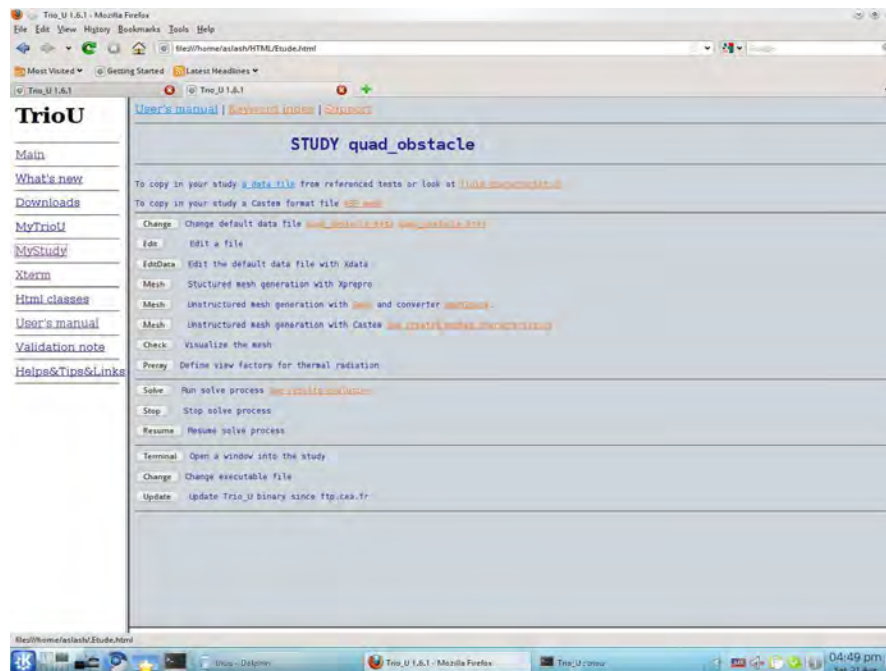 Trio_U 1.6.1 - Mozilla Firefox
File Edit View History Bookmarks Tools Help
file:///home/aslash/HTML/Etude.html
Most Visited Getting Started Latest Headlines
Trio_U 1.6.1 Trio_U 1.6.1
TrioU
Main
What's new
Downloads
MyTrioU
MyStudy
Xterm
Html classes
User's manual
Validation note
Helps&Tips&Links
User's manual | Keyword index | Support
STUDY quad_obstacle
To copy in your study a data file from referenced tests or look at
To copy in your study a Castem format file
Change Change default data file
Edit Edit a file
EditData Edit the default data file with Xdata
Mesh Stuctured mesh generation with Xprepro
Mesh Unstructured mesh generation with and converter
Mesh Unstructured mesh generation with Castem
Check Visualize the mesh
Preray Define view factors for thermal radiation
Solve Run solve process
Stop Stop solve process
Resume Resume solve process
Terminal Open a window into the study
Change Change executable file
Update Update Trio_U binary since ftp.cea.fr
file:///home/aslash/.Etude.html
Trio_U 1.6.1 - Mozilla Firefox
04:49 pm